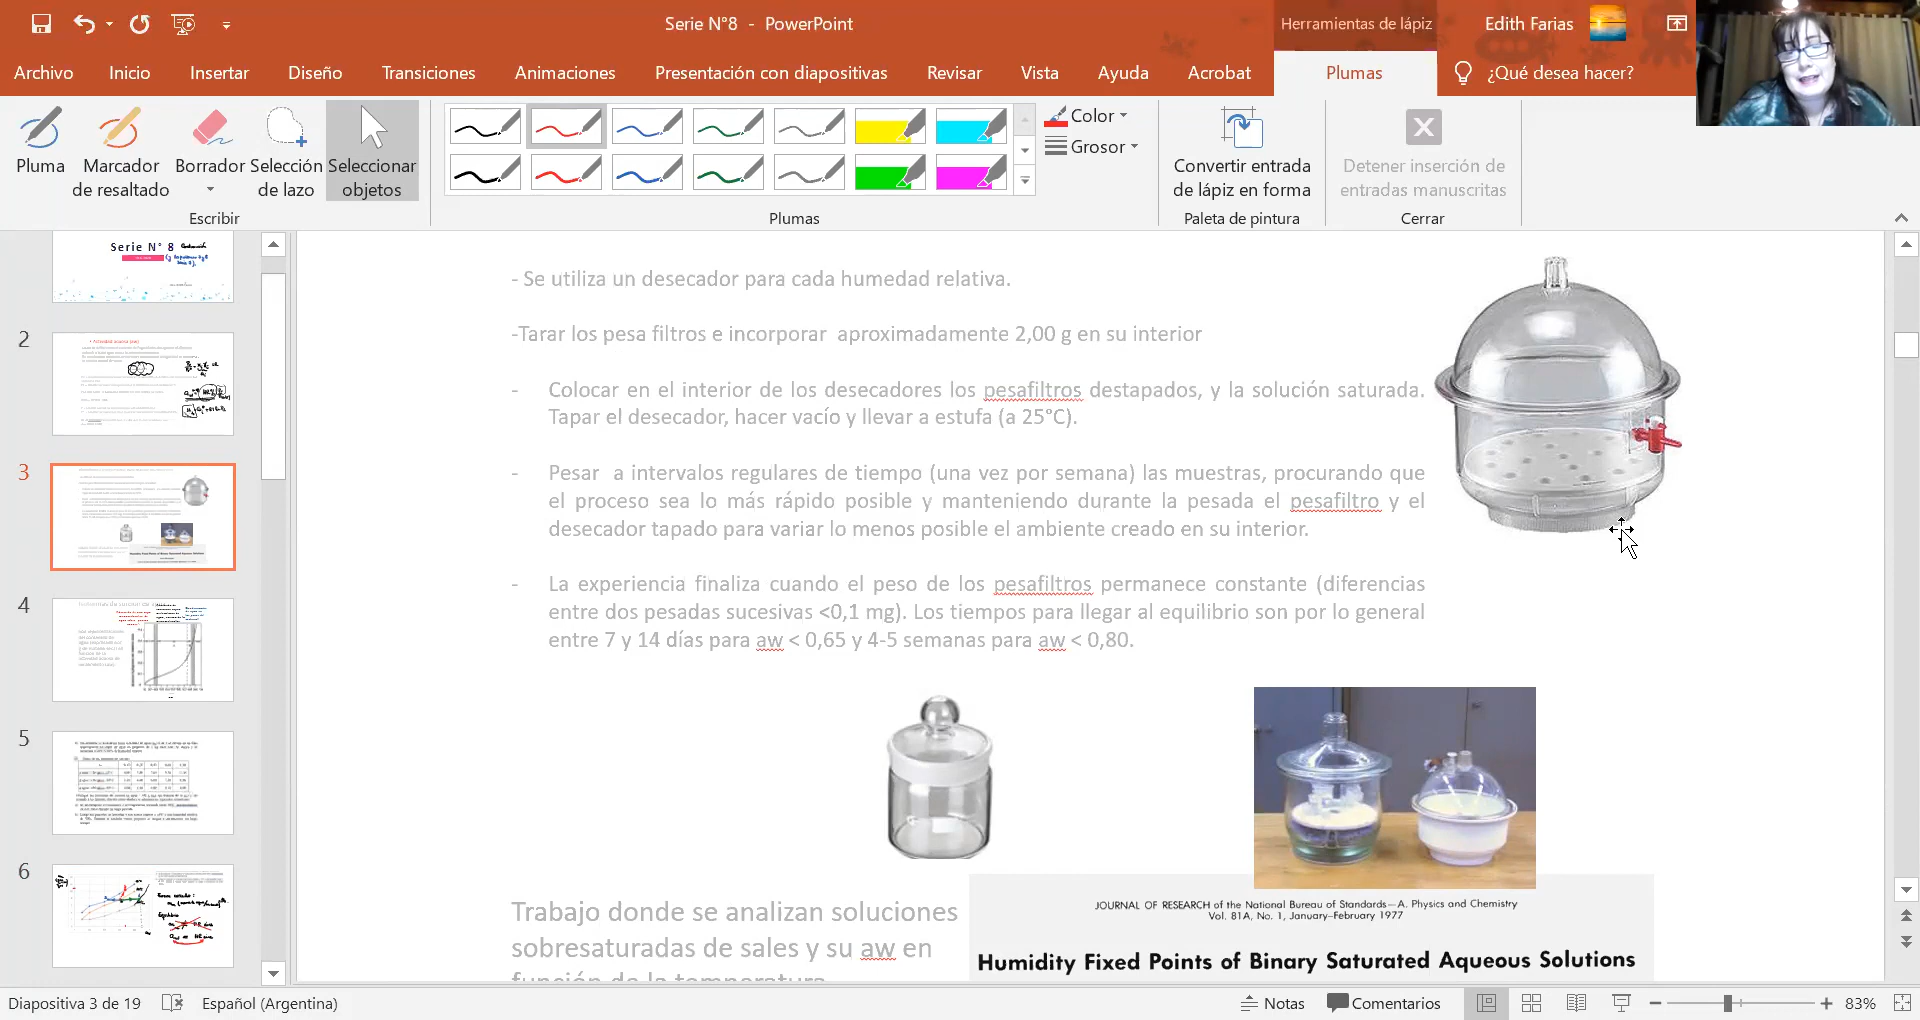 Serie N°8 - PowerPoint
Herramientas de lápiz
Edith Farias
Archivo
Inicio
Insertar
Diseño
Transiciones
Animaciones
Presentación con diapositivas
Revisar
Vista
Ayuda
Acrobat
Plumas
¿Qué desea hacer?
Pluma
Marcador de resaltado
Borrador
Selección de lazo
Seleccionar objetos
Escribir
Plumas
Color
Grosor
Convertir entrada de lápiz en forma
Paleta de pintura
Detener inserción de entradas manuscritas
Cerrar
Serie N° 8
2
3
4
5
6
- Se utiliza un desecador para cada humedad relativa.
-Tarar los pesa filtros e incorporar aproximadamente 2,00 g en su interior
- Colocar en el interior de los desecadores los pesafiltros destapados, y la solución saturada.
Tapar el desecador, hacer vacío y llevar a estufa (a 25°C).
- Pesar a intervalos regulares de tiempo (una vez por semana) las muestras, procurando que
el proceso sea lo más rápido posible y manteniendo durante la pesada el pesafiltro y el
desecador tapado para variar lo menos posible el ambiente creado en su interior.
- La experiencia finaliza cuando el peso de los pesafiltros permanece constante (diferencias
entre dos pesadas sucesivas <0,1 mg). Los tiempos para llegar al equilibrio son por lo general
entre 7 y 14 días para aw < 0,65 y 4-5 semanas para aw < 0,80.
Trabajo donde se analizan soluciones
sobresaturadas de sales y su aw en
función de la temperatura
JOURNAL OF RESEARCH of the National Bureau of Standards—A. Physics and Chemistry
Vol. 81A, No. 1, January-February 1977
Humidity Fixed Points of Binary Saturated Aqueous Solutions
Diapositiva 3 de 19
Español (Argentina)
Notas
Comentarios
83%